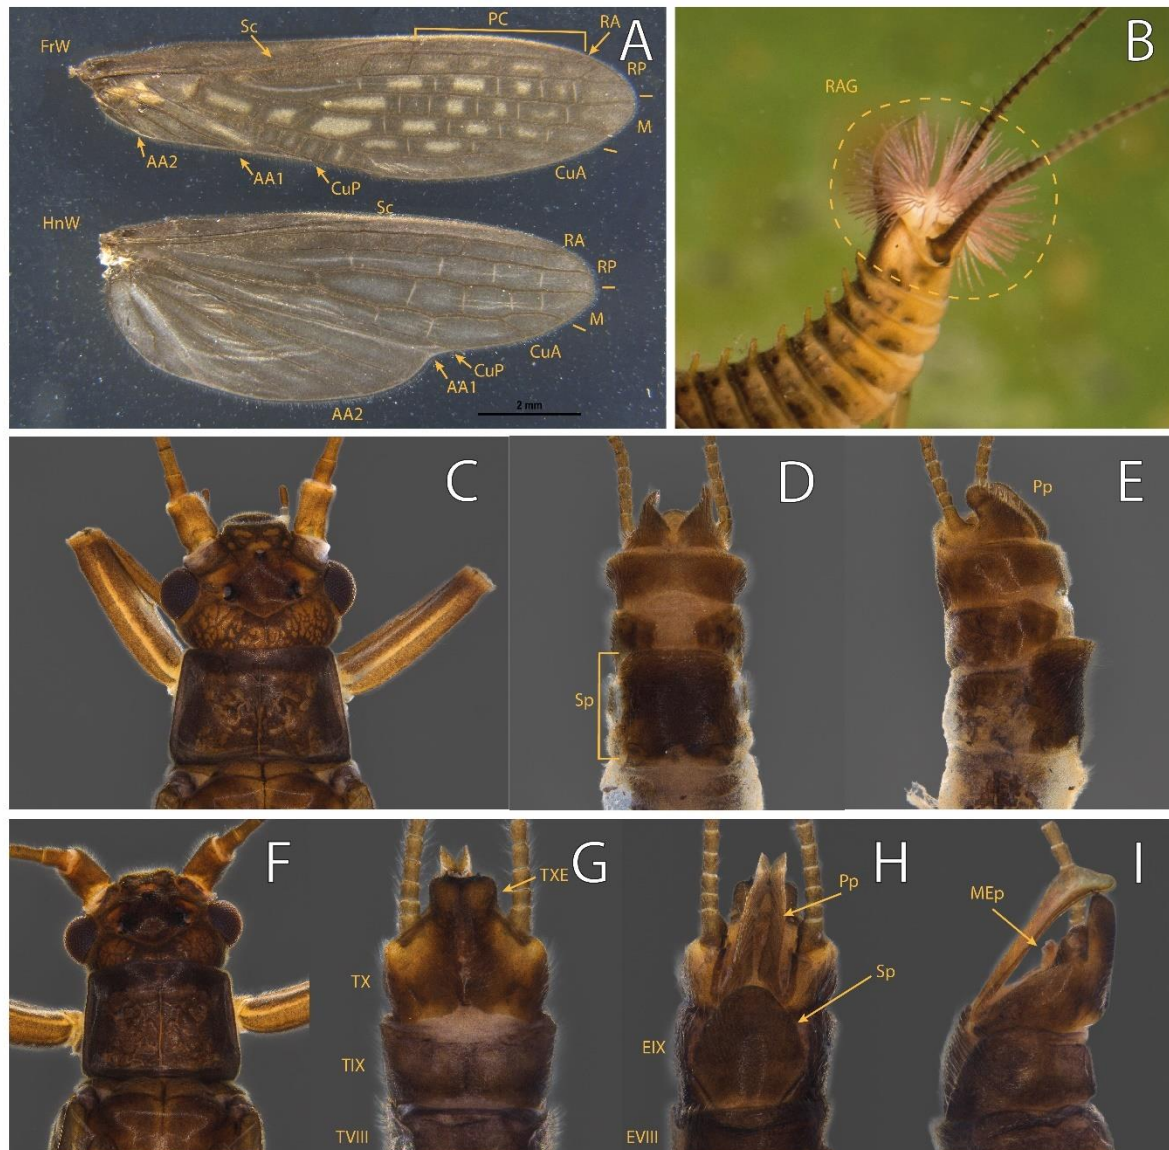 A
PC
RA
Sc
FrW
RP
M
AA2
AA1
CuP
CuA
HnW
Sc
RA
RP
M
CuA
CuP
AA1
AA2
2 mm
B
RAG
C
D
Sp
E
Pp
F
G
TXE
TX
TIX
TVIII
H
Pp
Sp
EIX
EVIII
I
MEp